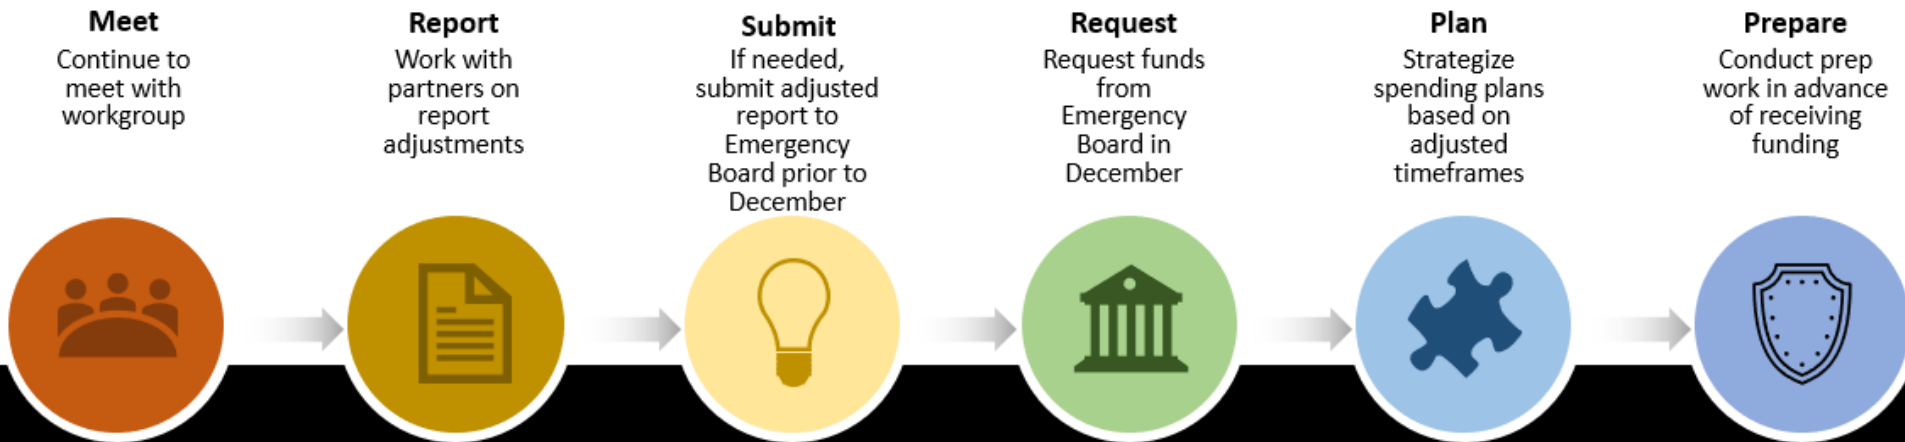 Meet
Continue to
meet with
workgroup
Report
Work with
partners on
report
adjustments
Submit
If needed,
submit adjusted
report to
Emergency
Board prior to
December
Request
Request funds
from
Emergency
Board in
December
Plan
Strategize
spending plans
based on
adjusted
timeframes
Prepare
Conduct prep
work in advance
of receiving
funding